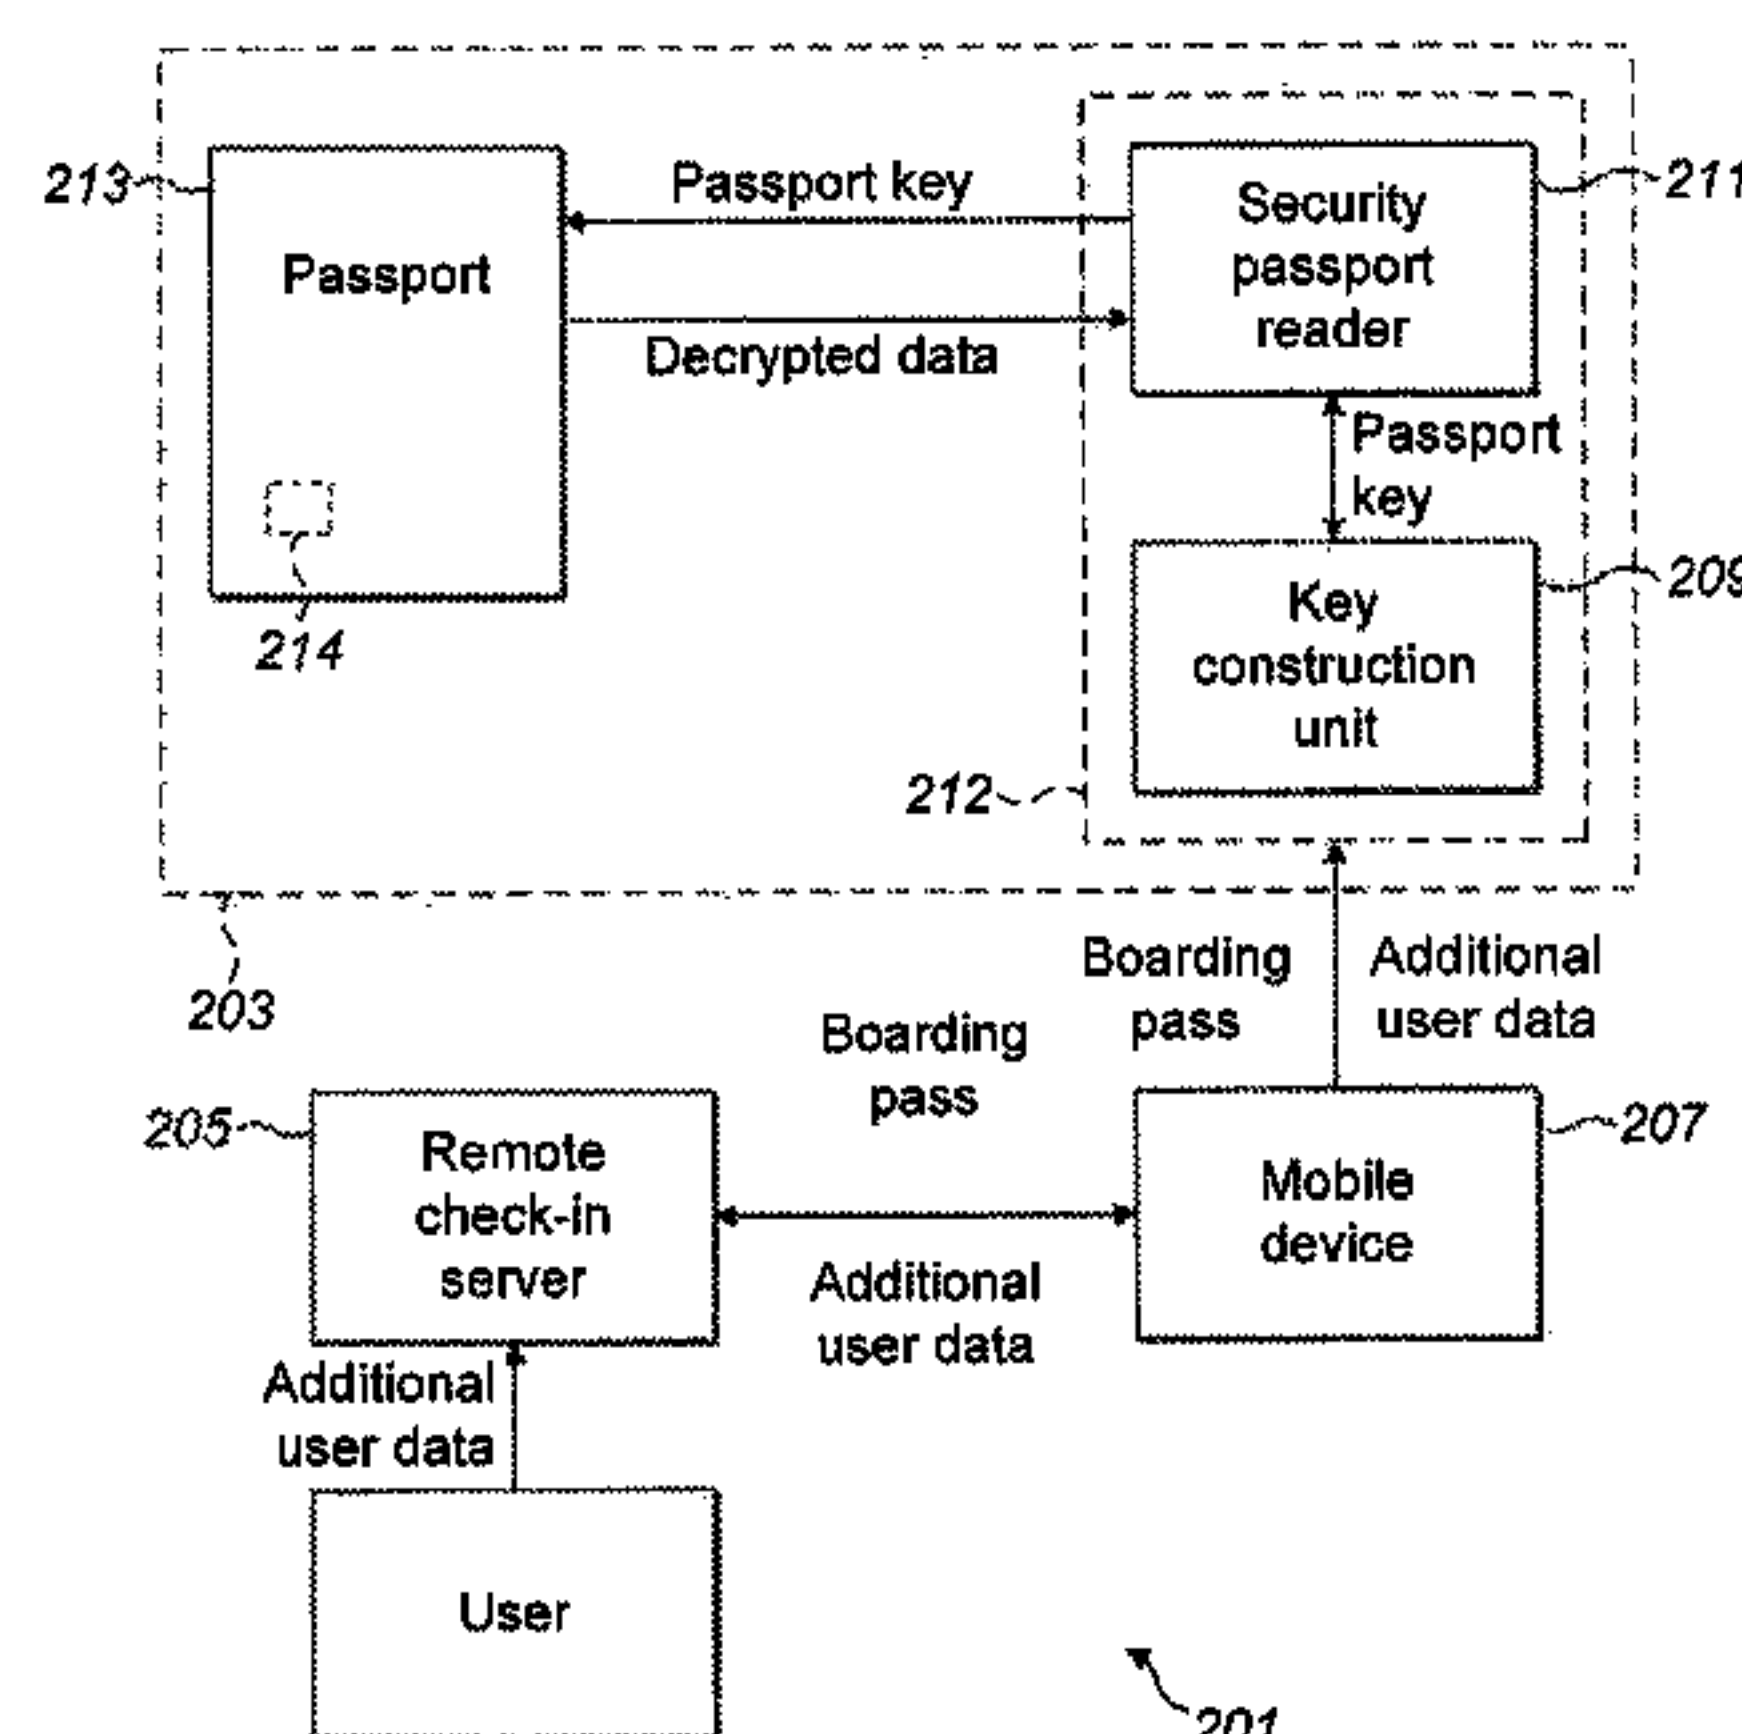 213
Passport
214
Passport key
Decrypted data
Security
passport
reader
211
Passport
key
Key
construction
unit
209
212
203
Boarding
pass
Additional
user data
205
Remote
check-in
server
Boarding
pass
Additional
user data
Mobile
device
207
Additional
user data
User
201